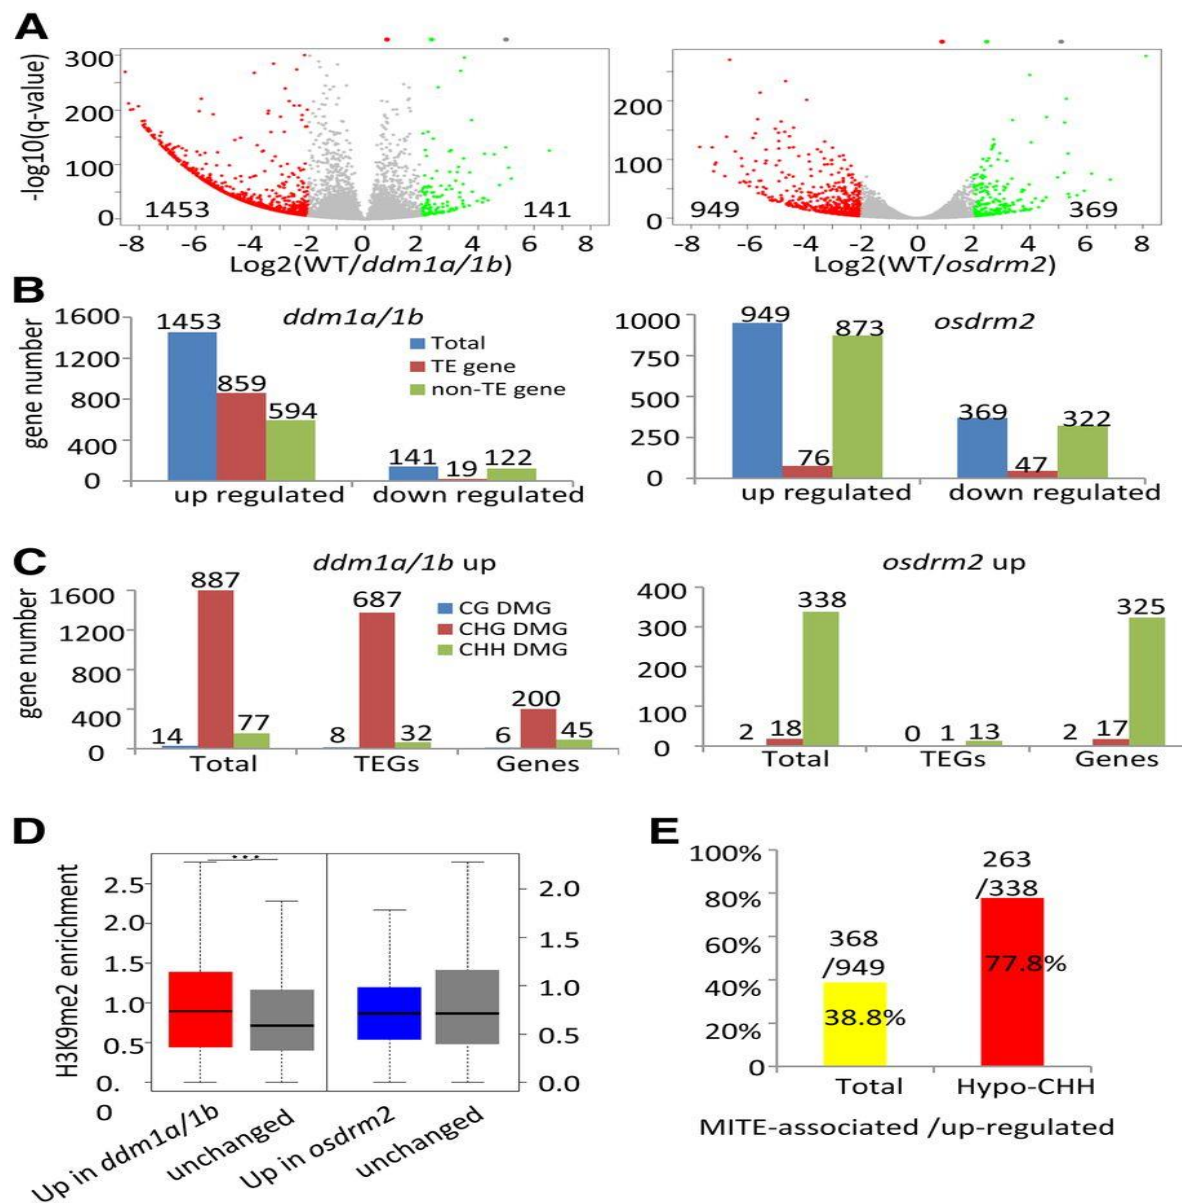 A
-log10(q-value)
300
200
100
0
1453
141
-8 -6 -4 -2 0 2 4 6 8
Log2(WT/ddm1a/1b)
200
100
0
949
369
-8 -6 -4 -2 0 2 4 6 8
Log2(WT/osdrm2)
B
gene number
1600
1200
800
400
0
ddm1a/1b
Total
TE gene
non-TE gene
1453
859
594
141
19
122
up regulated
down regulated
1000
750
500
250
0
osdrm2
949
76
873
369
47
322
up regulated
down regulated
C
gene number
ddm1a/1b up
1600
1200
800
400
0
CG DMG
CHG DMG
CHH DMG
14
887
77
8
687
32
6
200
45
Total
TEGs
Genes
osdrm2 up
400
300
200
100
0
2
18
338
0
1
13
2
17
325
Total
TEGs
Genes
D
H3K9me2 enrichment
2.5
2.0
1.5
1.0
0.5
0.
0
***
2.0
1.5
1.0
0.5
0.0
Up in ddm1a/1b
unchanged
Up in osdrm2
unchanged
E
100%
80%
60%
40%
20%
0
368
/949
38.8%
263
/338
77.8%
Total
Hypo-CHH
MITE-associated /up-regulated